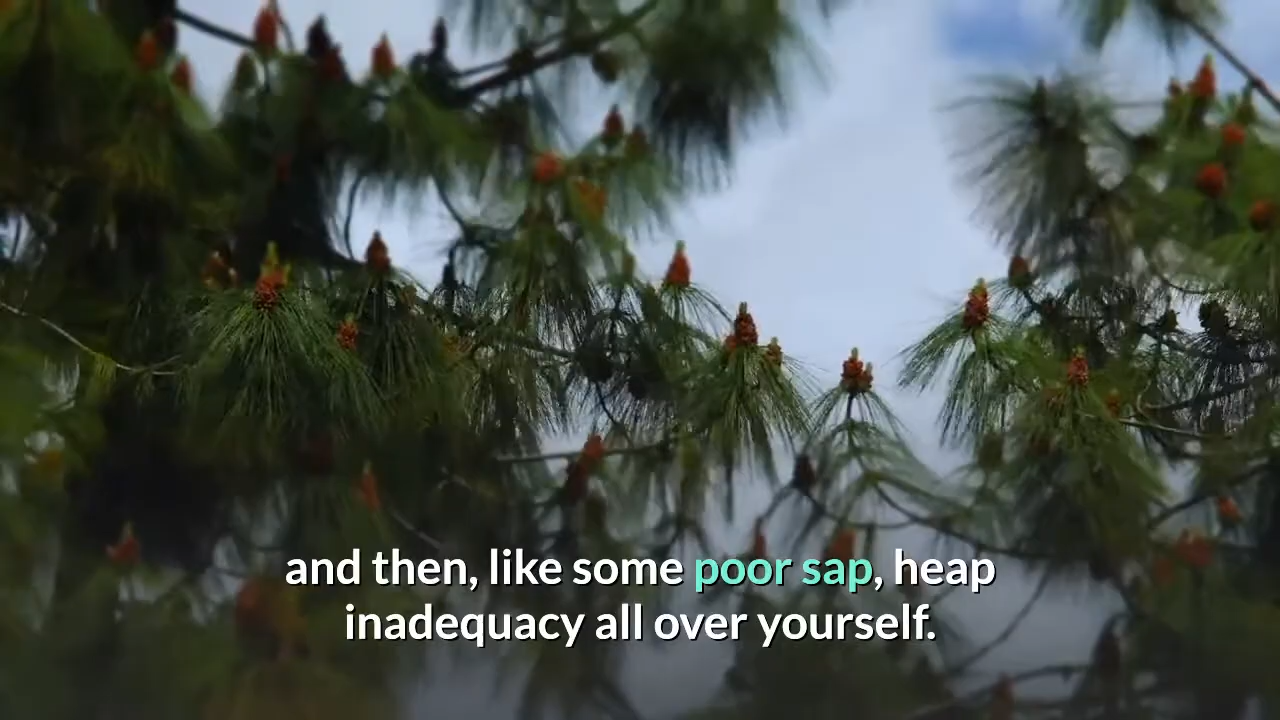 and then, like some poor sap, heap
inadequacy all over yourself.